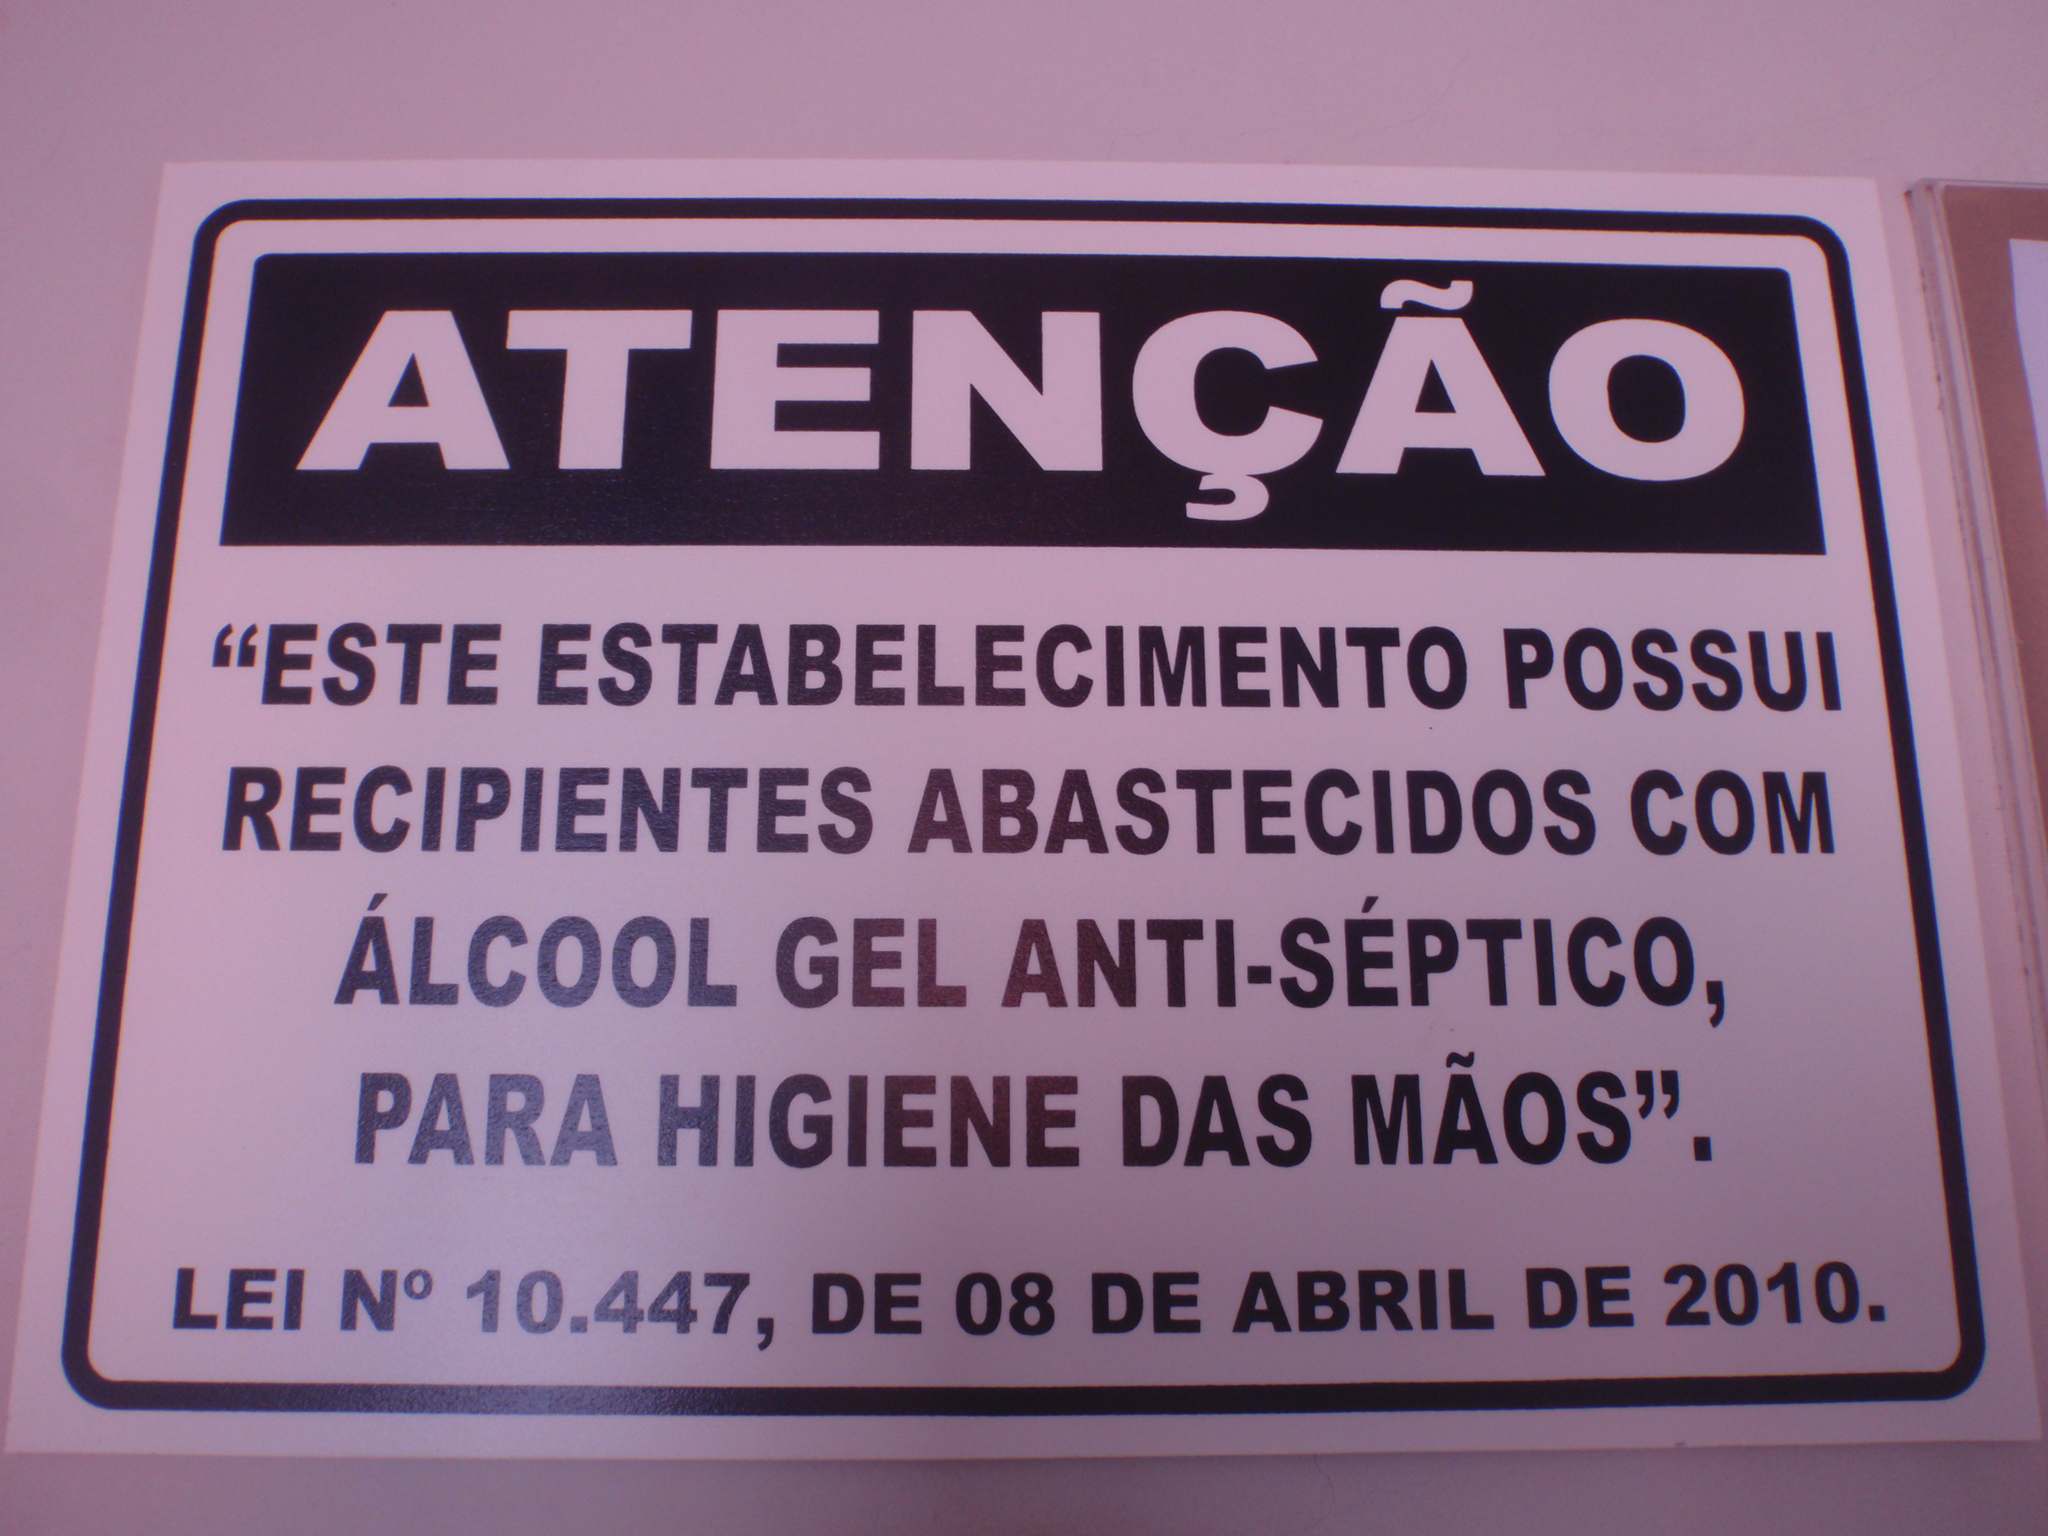 ATENÇÃO
“ESTE ESTABELECIMENTO POSSUI
RECIPIENTES ABASTECIDOS COM
ÁLCOOL GEL ANTI-SÉPTICO,
PARA HIGIENE DAS MÃOS”.
LEI Nº 10.447, DE 08 DE ABRIL DE 2010.